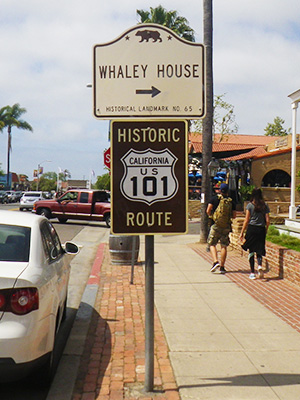 WHALEY HOUSE
HISTORICAL LANDMARK NO. 65
HISTORIC
CALIFORNIA
US
101
ROUTE